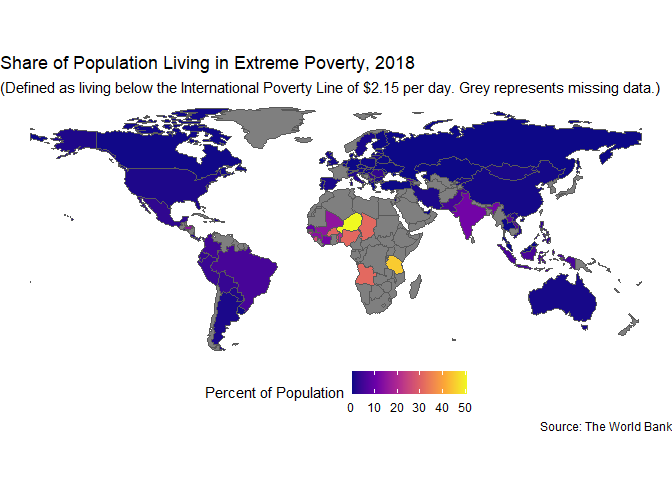 Share of Population Living in Extreme Poverty, 2018
(Defined as living below the International Poverty Line of $2.15 per day. Grey represents missing data.)
Percent of Population
0 10 20 30 40 50
Source: The World Bank